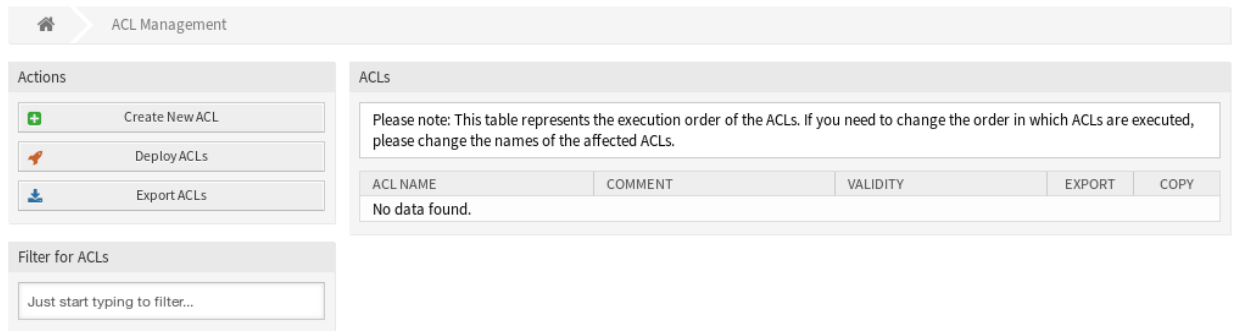 ACL Management
Actions
Create New ACL
Deploy ACLs
Export ACLs
Filter for ACLs
Just start typing to filter...
ACLs
Please note: This table represents the execution order of the ACLs. If you need to change the order in which ACLs are executed,
please change the names of the affected ACLs.
ACL NAME COMMENT VALIDITY EXPORT COPY
No data found.